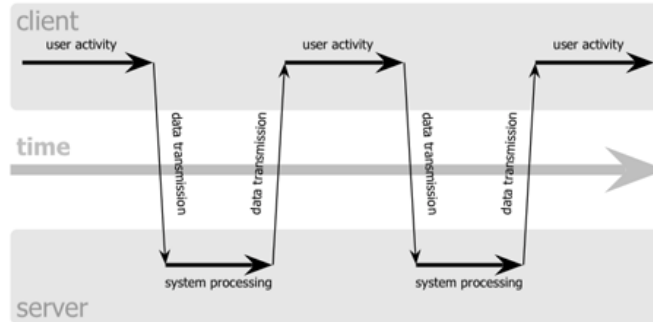 client
user activity
user activity
user activity
data transmission
data transmission
data transmission
data transmission
time
system processing
system processing
server